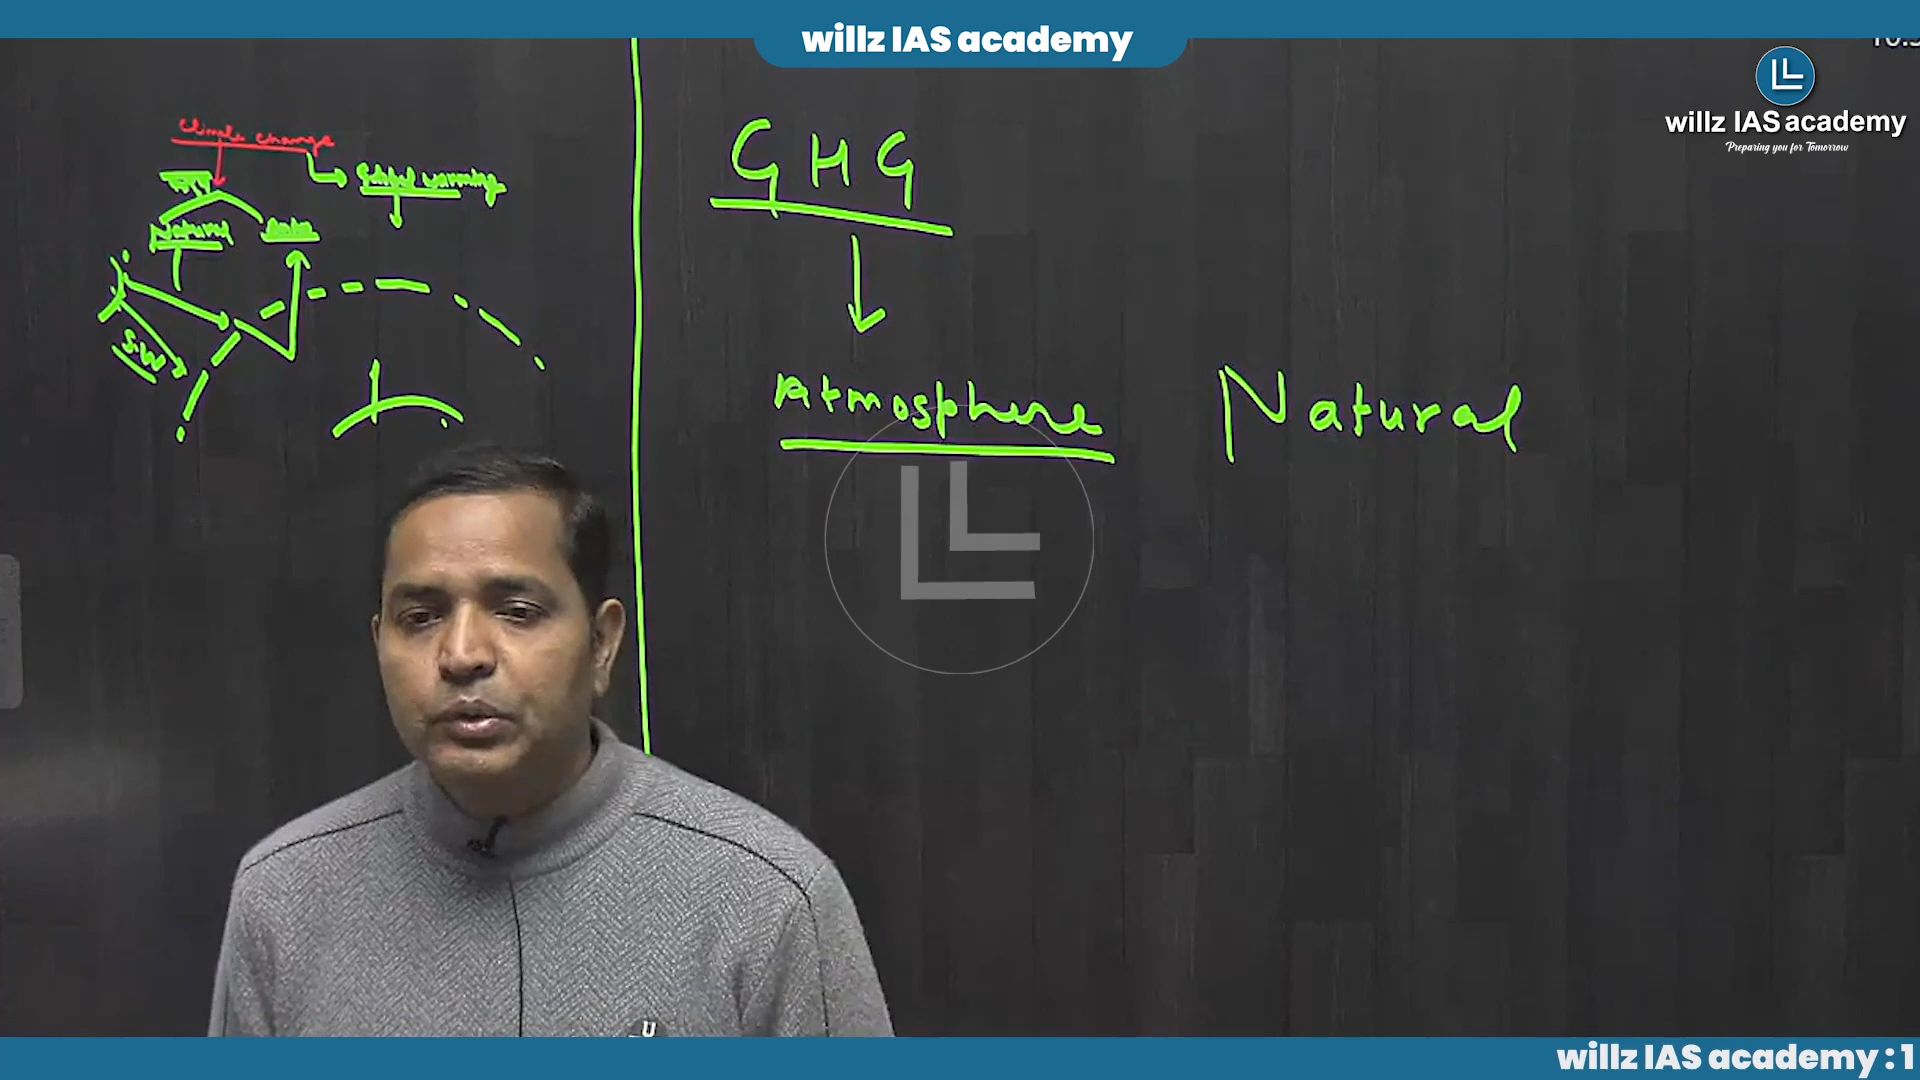 willz IAS academy
willz IAS academy
Preparing you for Tomorrow
climate change
Global warming
Natural
S.W
GHG
Atmosphere Natural
willz IAS academy : 1